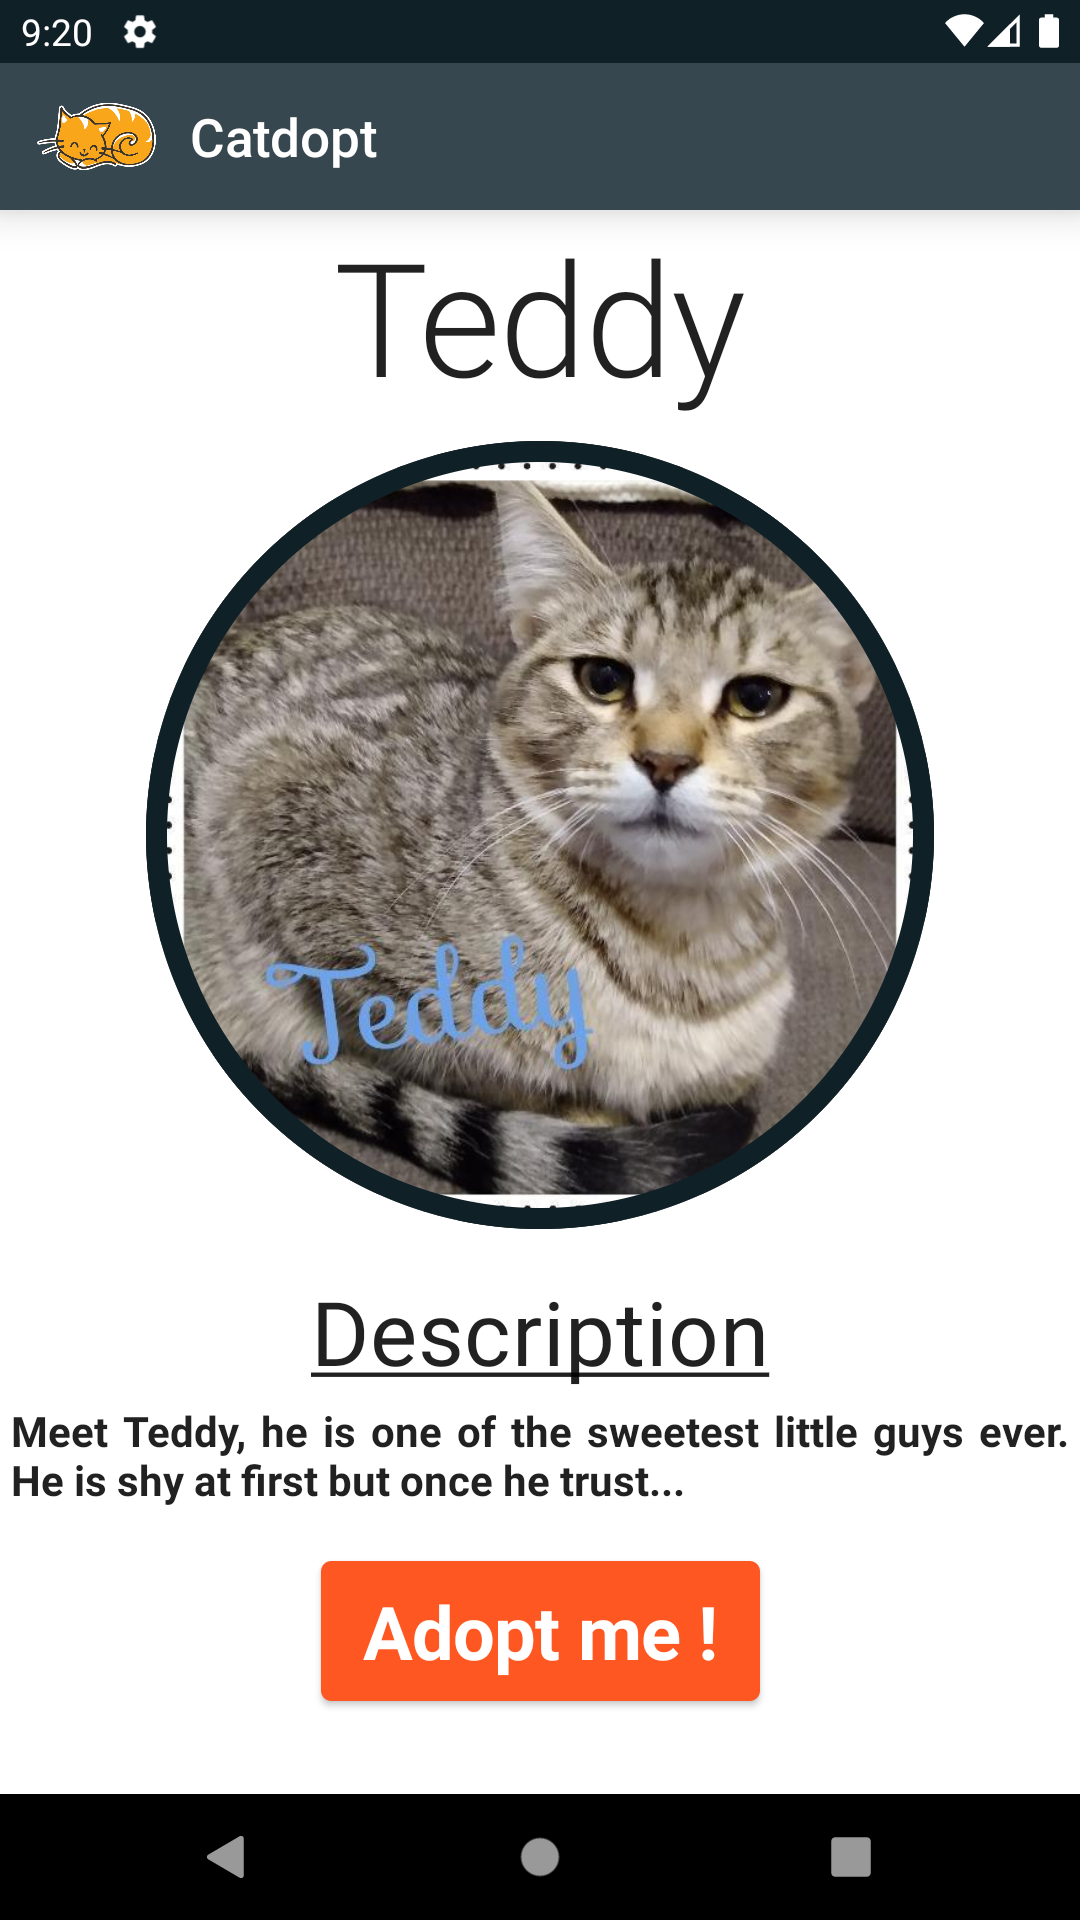 9:20
Catdopt
Teddy
Teddy
Description
Meet Teddy, he is one of the sweetest little guys ever.
He is shy at first but once he trust...
Adopt me !